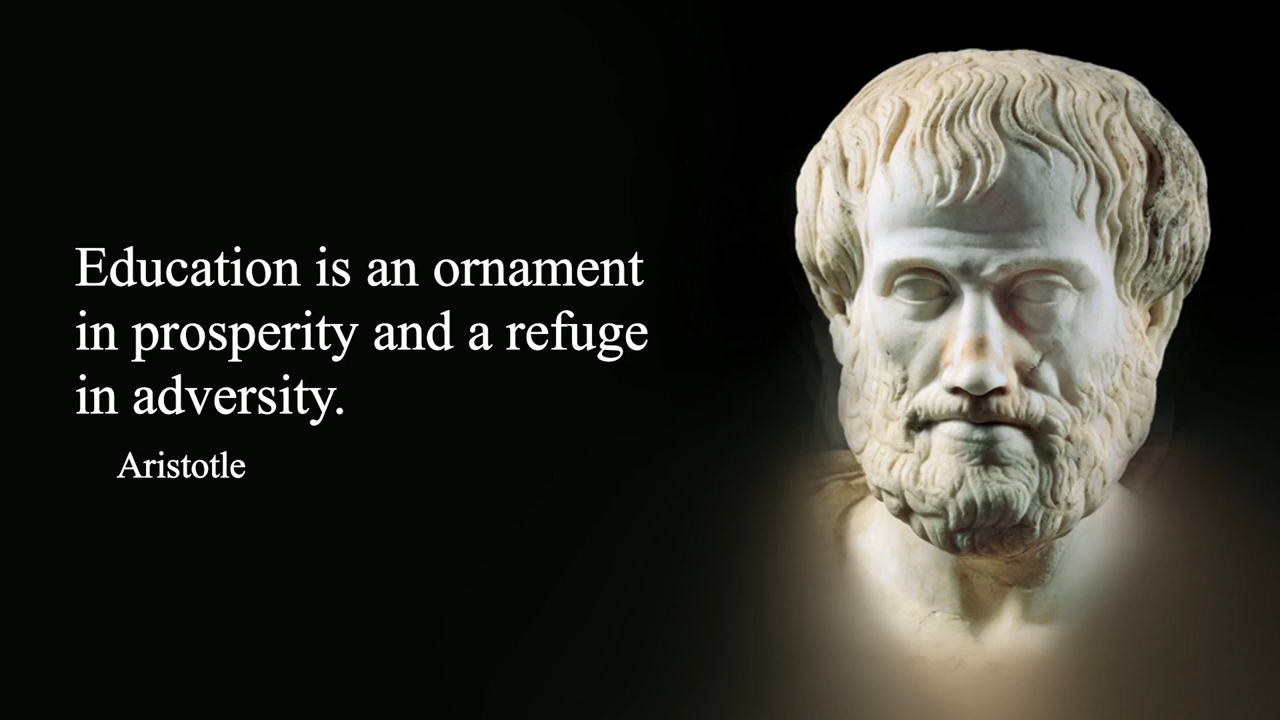 Education is an ornament
in prosperity and a refuge
in adversity.
Aristotle